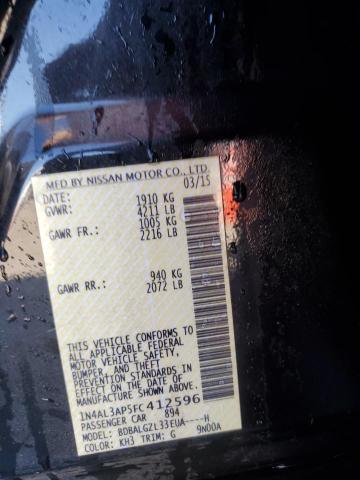 MFD BY NISSAN MOTOR CO., LTD.
DATE: 03/15
GVWR: 1910 KG
4211 LB
GAWR FR.: 1005 KG
2216 LB
GAWR RR.: 940 KG
2072 LB
THIS VEHICLE CONFORMS TO
ALL APPLICABLE FEDERAL
MOTOR VEHICLE SAFETY,
BUMPER, AND THEFT
PREVENTION STANDARDS IN
EFFECT ON THE DATE OF
MANUFACTURE SHOWN ABOVE.
1N4AL3AP5FC412596
PASSENGER CAR 894
MODEL: BDBALGZL33EUA----H
COLOR: KH3 TRIM: G 9N00A